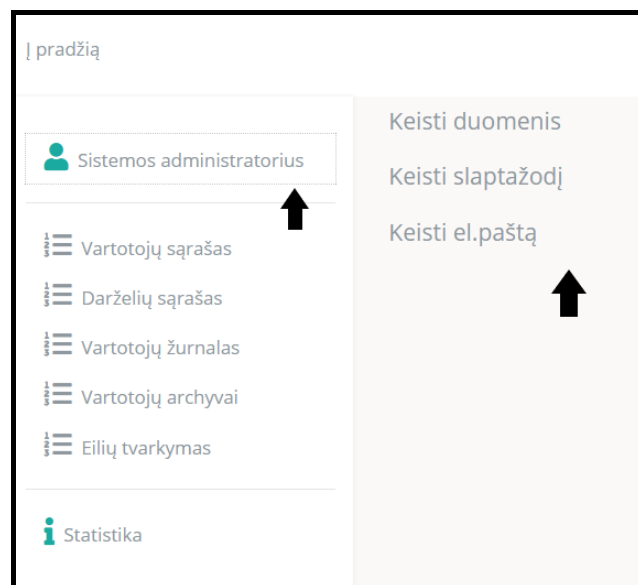 Į pradžią
Sistemos administratorius
Vartotojų sąrašas
Darželių sąrašas
Vartotojų žurnalas
Vartotojų archyvai
Eilių tvarkymas
Statistika
Keisti duomenis
Keisti slaptažodį
Keisti el.paštą